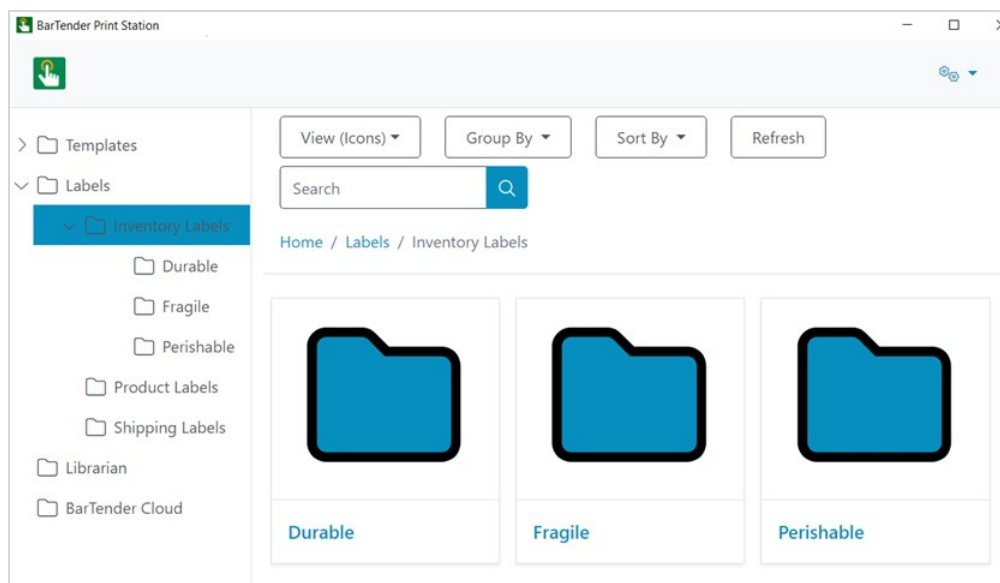 BarTender Print Station
Templates
Labels
Inventory Labels
Durable
Fragile
Perishable
Product Labels
Shipping Labels
Librarian
BarTender Cloud
View (Icons) Group By Sort By Refresh
Search
Home / Labels / Inventory Labels
Durable Fragile Perishable